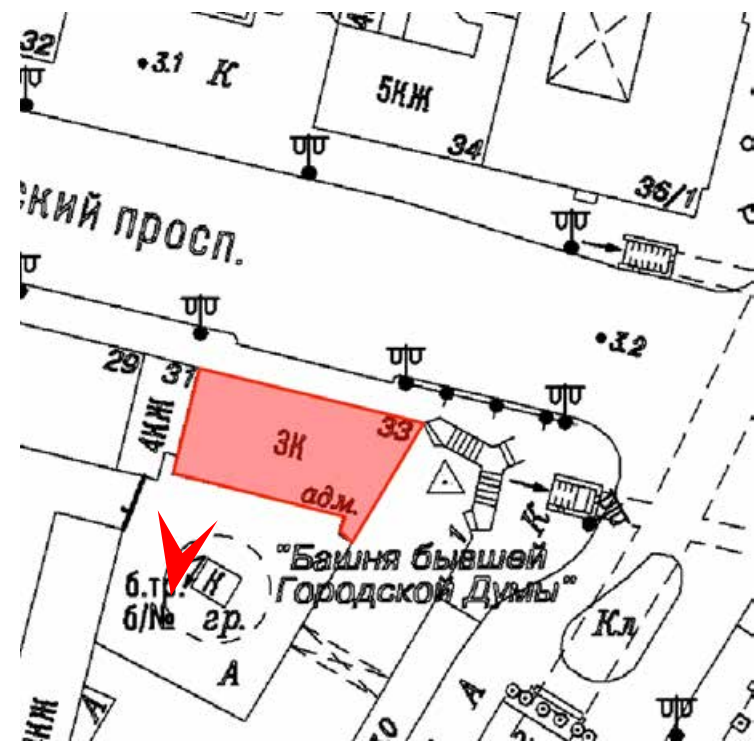 32
3.1 К
5КЖ
34
36/1
ский просп.
3.2
29
31
33
4КЖ
3К
адм.
К
1
"Башня бывшей
Городской Думы"
б.тр.
б/№
К
гр.
Кл
А
А
А
КЖ